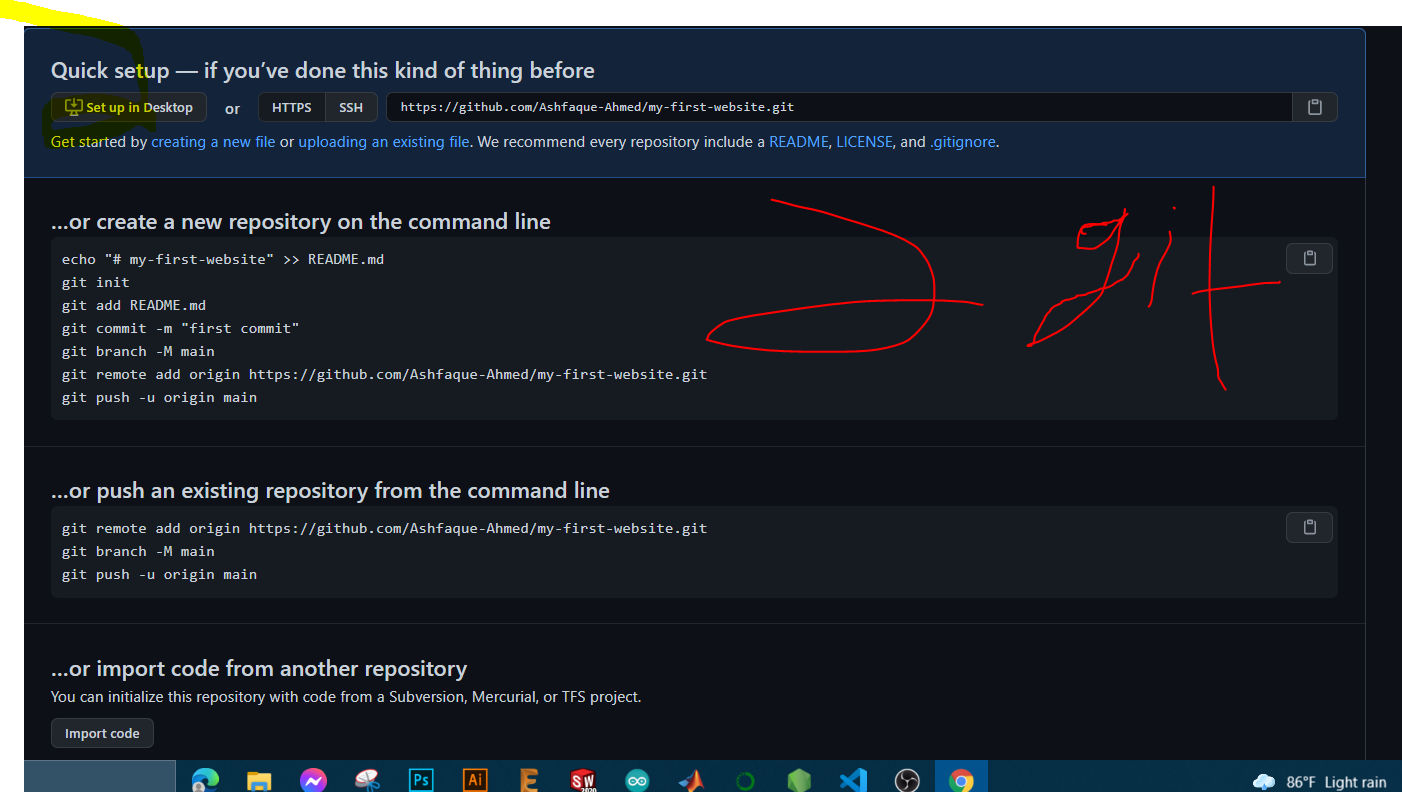 Quick setup — if you’ve done this kind of thing before
Set up in Desktop or HTTPS SSH https://github.com/Ashfaque-Ahmed/my-first-website.git
Get started by creating a new file or uploading an existing file. We recommend every repository include a README, LICENSE, and .gitignore.
…or create a new repository on the command line
echo "# my-first-website" >> README.md
git init
git add README.md
git commit -m "first commit"
git branch -M main
git remote add origin https://github.com/Ashfaque-Ahmed/my-first-website.git
git push -u origin main
git
…or push an existing repository from the command line
git remote add origin https://github.com/Ashfaque-Ahmed/my-first-website.git
git branch -M main
git push -u origin main
…or import code from another repository
You can initialize this repository with code from a Subversion, Mercurial, or TFS project.
Import code
Ps Ai SW 2020 86°F Light rain